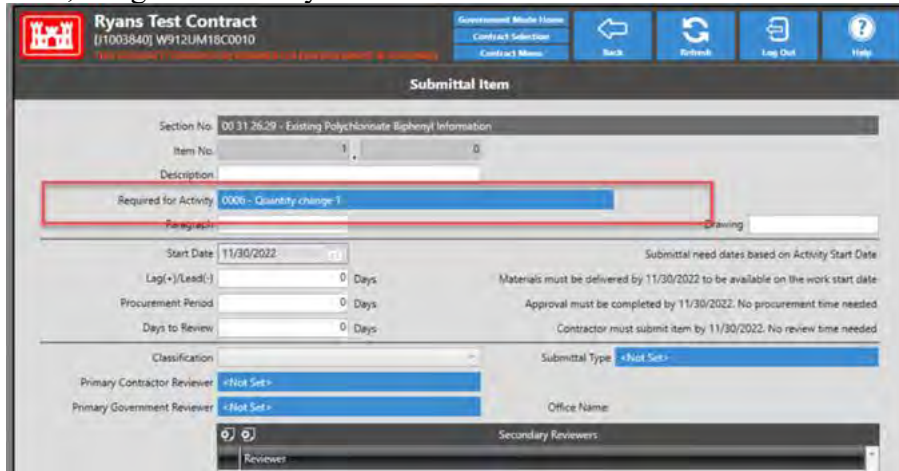 Ryans Test Contract
[J1003840] W912UM18C0010
Government Mode Home
Contract Selection
Contract Menu
Back
Refresh
Log Out
Help
Submittal Item
Section No. 00 31 26.29 - Existing Polychlorinate Biphenyl Information
Item No. 1 . 0
Description
Required for Activity 0006 - Quantity change 1
Paragraph Drawing
Start Date 11/30/2022 Submittal need dates based on Activity Start Date
Lag(+)/Lead(-) 0 Days Materials must be delivered by 11/30/2022 to be available on the work start date
Procurement Period 0 Days Approval must be completed by 11/30/2022. No procurement time needed
Days to Review 0 Days Contractor must submit item by 11/30/2022. No review time needed
Classification Submittal Type <Not Set>
Primary Contractor Reviewer <Not Set>
Primary Government Reviewer <Not Set> Office Name:
Secondary Reviewers
Reviewer